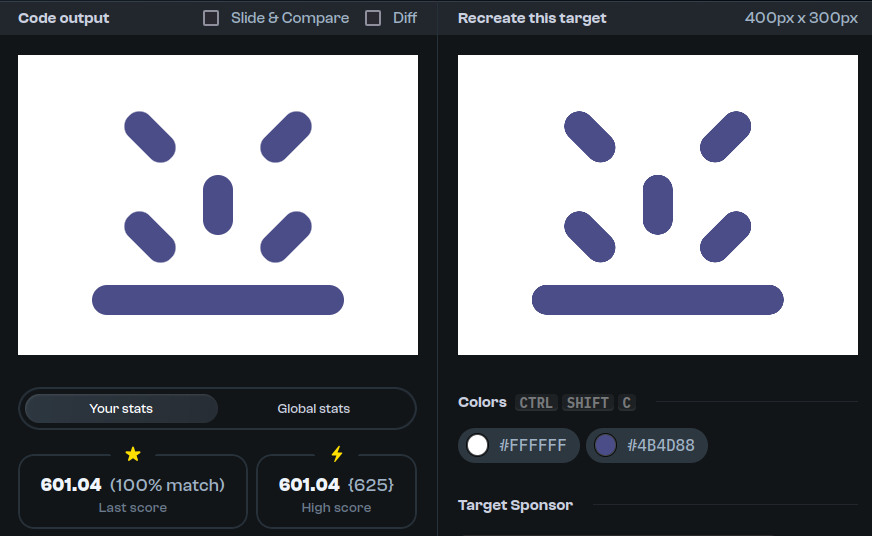 Code output
Slide & Compare
Diff
Recreate this target
400px x 300px
Your stats
Global stats
601.04 (100% match)
Last score
601.04 {625}
High score
Colors CTRL SHIFT C
#FFFFFF
#4B4D88
Target Sponsor